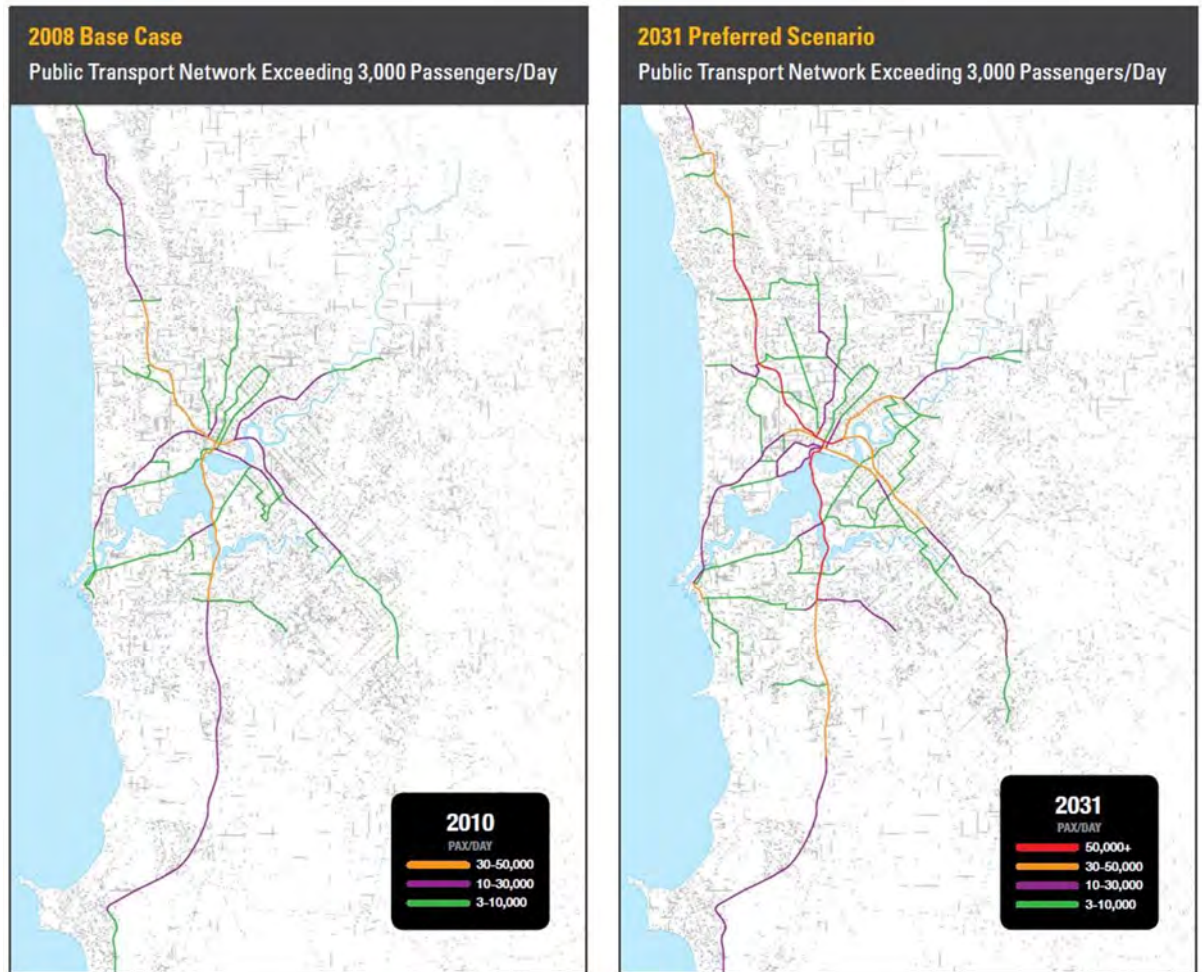 2008 Base Case
Public Transport Network Exceeding 3,000 Passengers/Day
2010
PAX/DAY
30-50,000
10-30,000
3-10,000
2031 Preferred Scenario
Public Transport Network Exceeding 3,000 Passengers/Day
2031
PAX/DAY
50,000+
30-50,000
10-30,000
3-10,000